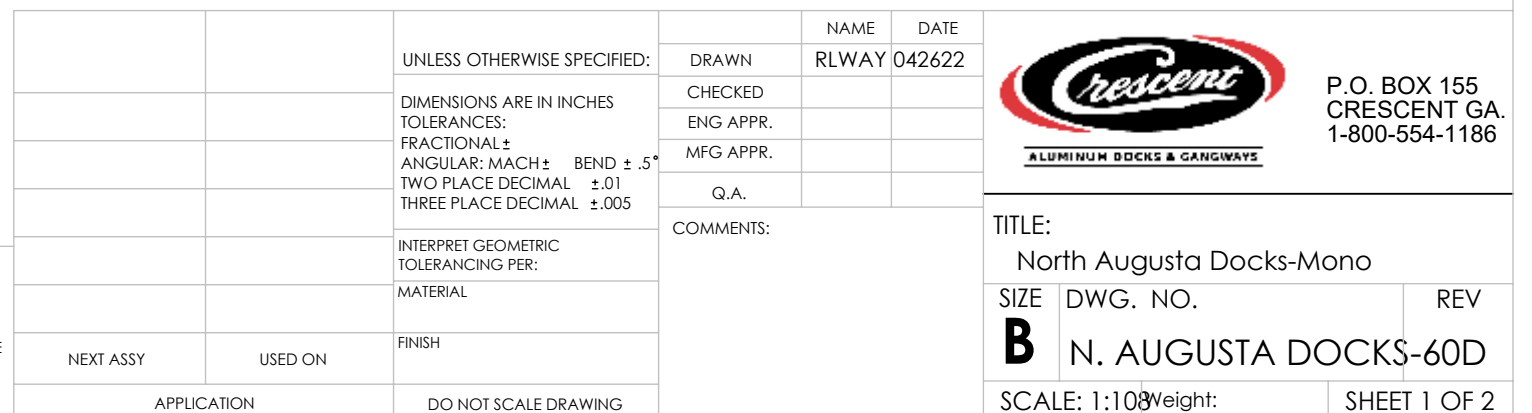 NAME DATE
UNLESS OTHERWISE SPECIFIED:
DRAWN RLWAY 042622
DIMENSIONS ARE IN INCHES
TOLERANCES:
FRACTIONAL ±
ANGULAR: MACH ± BEND ± .5°
TWO PLACE DECIMAL ±.01
THREE PLACE DECIMAL ±.005
CHECKED
ENG APPR.
MFG APPR.
Q.A.
COMMENTS:
INTERPRET GEOMETRIC
TOLERANCING PER:
MATERIAL
FINISH
NEXT ASSY USED ON
APPLICATION
DO NOT SCALE DRAWING
Crescent
ALUMINUM DOCKS & GANGWAYS
P.O. BOX 155
CRESCENT GA.
1-800-554-1186
TITLE:
North Augusta Docks-Mono
SIZE DWG. NO. REV
B N. AUGUSTA DOCKS-60D
SCALE: 1:108 Weight: SHEET 1 OF 2